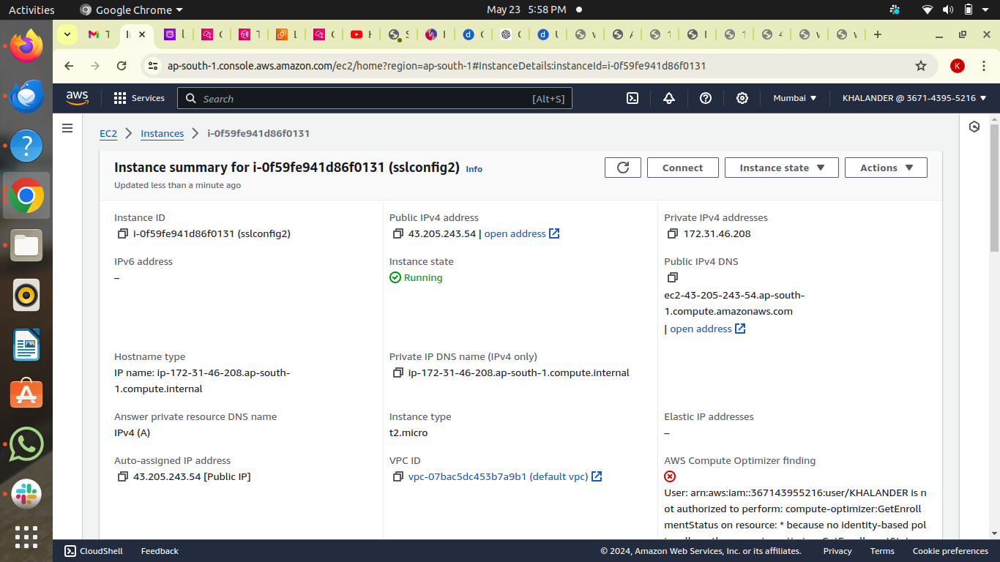 Activities
Google Chrome
May 23 5:58 PM
ap-south-1.console.aws.amazon.com/ec2/home?region=ap-south-1#InstanceDetails:instanceId=i-0f59fe941d86f0131
K
aws
Services
Search
[Alt+S]
Mumbai
KHALANDER @ 3671-4395-5216
EC2
Instances
i-0f59fe941d86f0131
Instance summary for i-0f59fe941d86f0131 (sslconfig2) Info
Updated less than a minute ago
Connect
Instance state
Actions
Instance ID
i-0f59fe941d86f0131 (sslconfig2)
Public IPv4 address
43.205.243.54 | open address
Private IPv4 addresses
172.31.46.208
IPv6 address
–
Instance state
Running
Public IPv4 DNS
ec2-43-205-243-54.ap-south-
1.compute.amazonaws.com
| open address
Hostname type
IP name: ip-172-31-46-208.ap-south-
1.compute.internal
Private IP DNS name (IPv4 only)
ip-172-31-46-208.ap-south-1.compute.internal
Answer private resource DNS name
IPv4 (A)
Instance type
t2.micro
Elastic IP addresses
–
Auto-assigned IP address
43.205.243.54 [Public IP]
VPC ID
vpc-07bac5dc453b7a9b1 (default vpc)
AWS Compute Optimizer finding
User: arn:aws:iam::367143955216:user/KHALANDER is n
ot authorized to perform: compute-optimizer:GetEnroll
mentStatus on resource: * because no identity-based pol
CloudShell
Feedback
© 2024, Amazon Web Services, Inc. or its affiliates.
Privacy
Terms
Cookie preferences